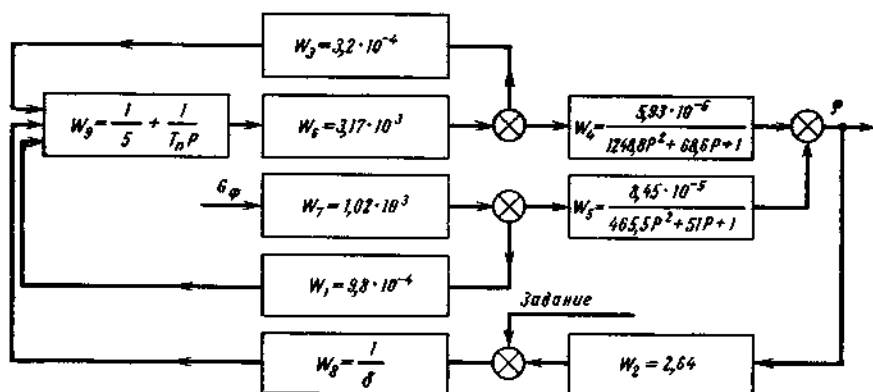 W₃ = 3,2·10⁻⁴
W₉ = 1/5 + 1/(TₙP)
W₆ = 3,17·10³
W₄ = 5,93·10⁻⁶/(1248,8P² + 68,6P + 1)
φ
G_φ
W₇ = 1,02·10³
W₅ = 8,45·10⁻⁵/(465,5P² + 51P + 1)
W₁ = 9,8·10⁻⁴
Задание
W₈ = 1/δ
W₂ = 2,64